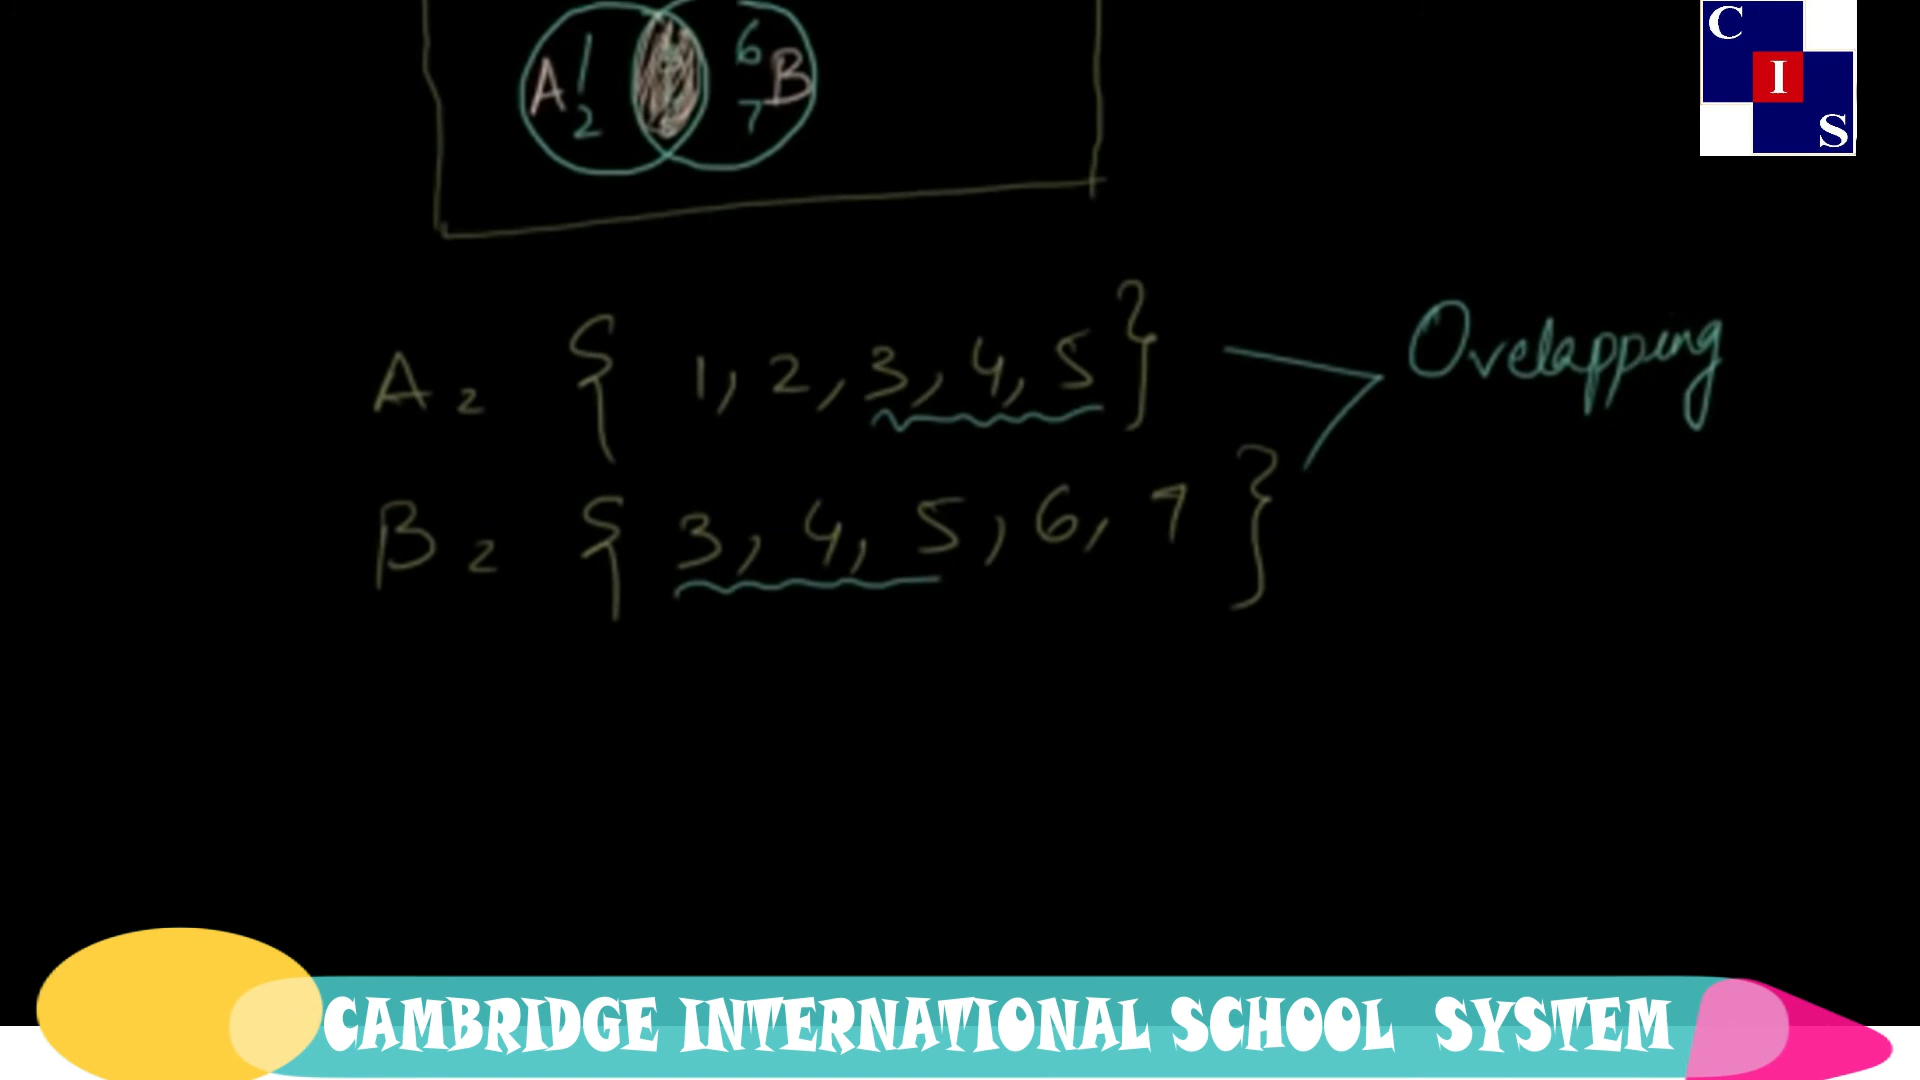 C
I
S
A 1 6 B
2 7
A = { 1, 2, 3, 4, 5 }
Ovelapping
B = { 3, 4, 5, 6, 7 }
CAMBRIDGE INTERNATIONAL SCHOOL SYSTEM